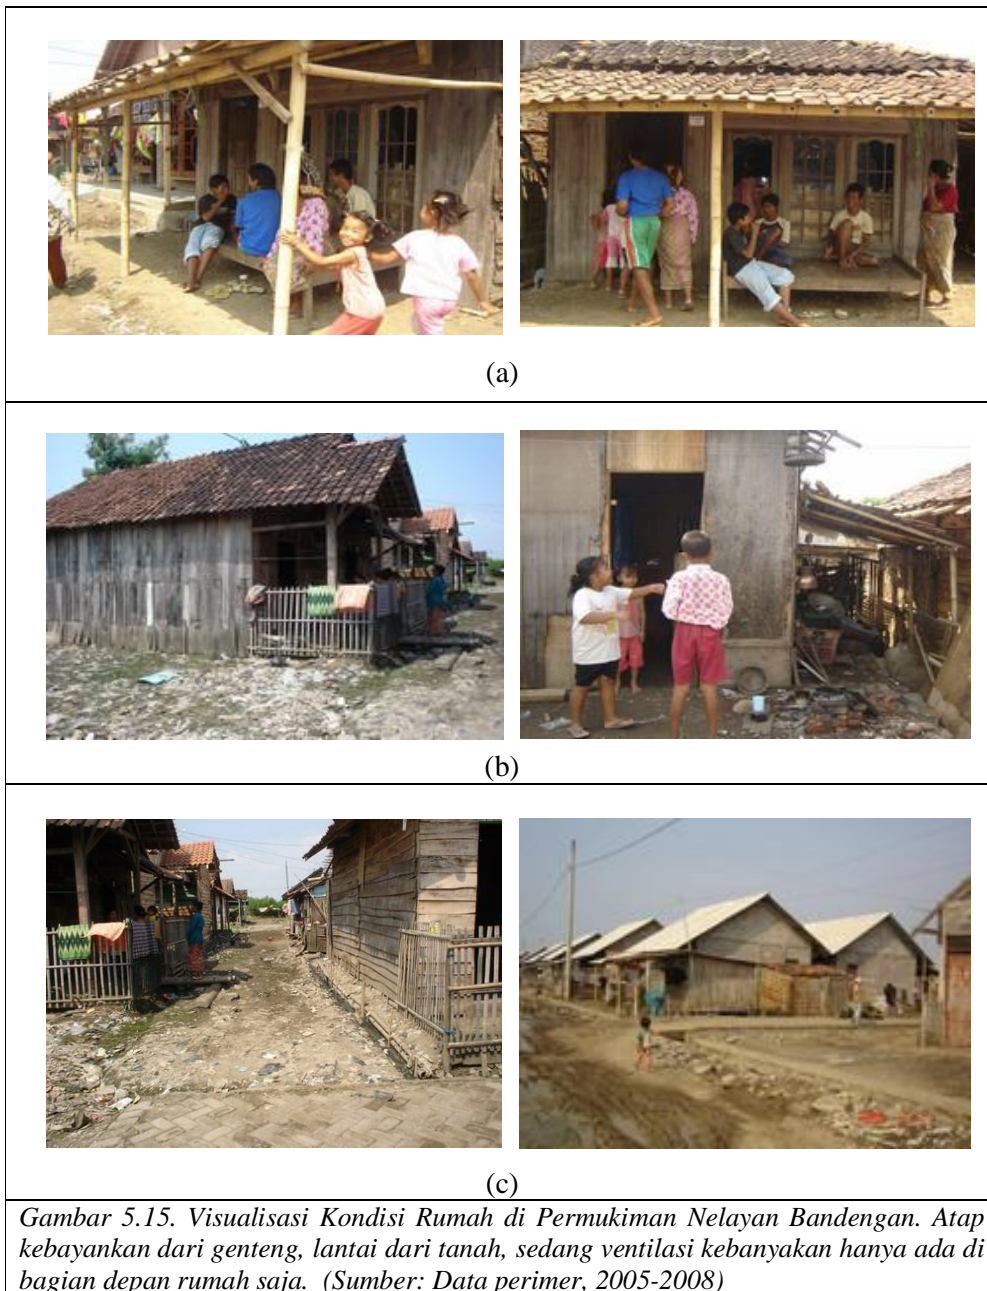 (a)
(b)
(c)
Gambar 5.15. Visualisasi Kondisi Rumah di Permukiman Nelayan Bandengan. Atap
kebayankan dari genteng, lantai dari tanah, sedang ventilasi kebanyakan hanya ada di
bagian depan rumah saja. (Sumber: Data perimer, 2005-2008)